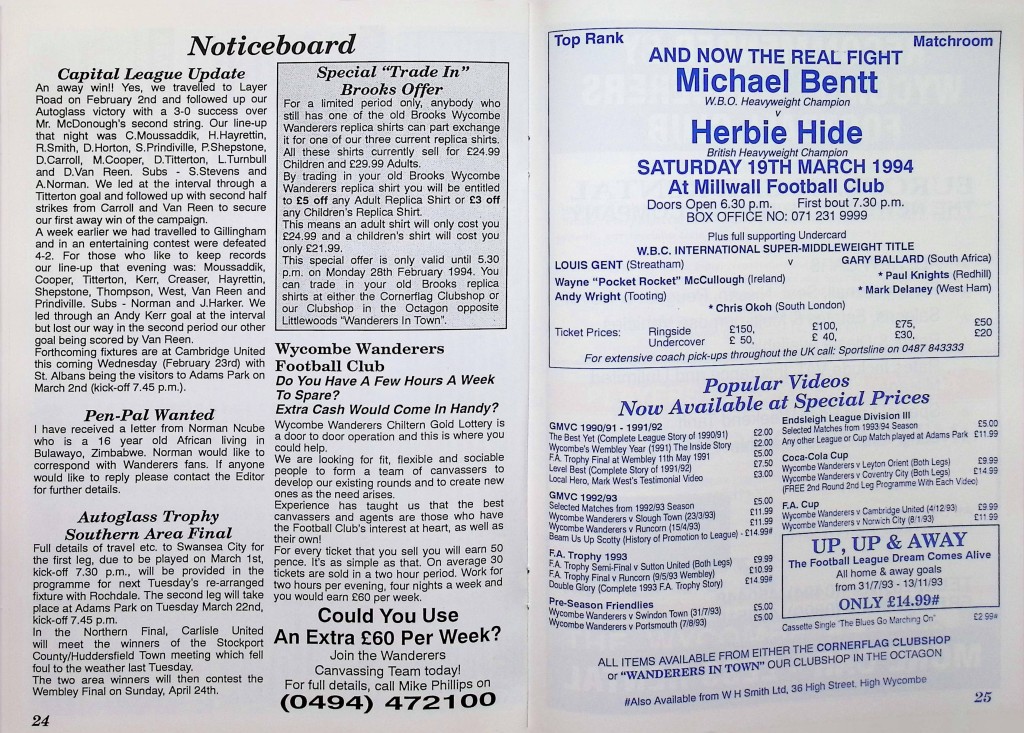 Noticeboard
Capital League Update
An away win!! Yes, we travelled to Layer
Road on February 2nd and followed up our
Autoglass victory with a 3-0 success over
Mr. McDonough's second string. Our line-up
that night was C.Moussaddik, H.Hayrettin,
R.Smith, D.Horton, S.Prindiville, P.Shepstone,
D.Carroll, M.Cooper, D.Titterton, L.Turnbull
and D.Van Reen. Subs - S.Stevens and
A.Norman. We led at the interval through a
Titterton goal and followed up with second half
strikes from Carroll and Van Reen to secure
our first away win of the campaign.
A week earlier we had travelled to Gillingham
and in an entertaining contest were defeated
4-2. For those who like to keep records
our line-up that evening was: Moussaddik,
Cooper, Titterton, Kerr, Creaser, Hayrettin,
Shepstone, Thompson, West, Van Reen and
Prindiville. Subs - Norman and J.Harker. We
led through an Andy Kerr goal at the interval
but lost our way in the second period our other
goal being scored by Van Reen.
Forthcoming fixtures are at Cambridge United
this coming Wednesday (February 23rd) with
St. Albans being the visitors to Adams Park on
March 2nd (kick-off 7.45 p.m.).
Pen-Pal Wanted
I have received a letter from Norman Ncube
who is a 16 year old African living in
Bulawayo, Zimbabwe. Norman would like to
correspond with Wanderers fans. If anyone
would like to reply please contact the Editor
for further details.
Autoglass Trophy
Southern Area Final
Full details of travel etc. to Swansea City for
the first leg, due to be played on March 1st,
kick-off 7.30 p.m., will be provided in the
programme for next Tuesday's re-arranged
fixture with Rochdale. The second leg will take
place at Adams Park on Tuesday March 22nd,
kick-off 7.45 p.m.
In the Northern Final, Carlisle United
will meet the winners of the Stockport
County/Huddersfield Town meeting which fell
foul to the weather last Tuesday.
The two area winners will then contest the
Wembley Final on Sunday, April 24th.
24
Special "Trade In"
Brooks Offer
For a limited period only, anybody who
still has one of the old Brooks Wycombe
Wanderers replica shirts can part exchange
it for one of our three current replica shirts.
All these shirts currently sell for £24.99
Children and £29.99 Adults.
By trading in your old Brooks Wycombe
Wanderers replica shirt you will be entitled
to £5 off any Adult Replica Shirt or £3 off
any Children's Replica Shirt.
This means an adult shirt will only cost you
£24.99 and a children's shirt will cost you
only £21.99.
This special offer is only valid until 5.30
p.m. on Monday 28th February 1994. You
can trade in your old Brooks replica
shirts at either the Cornerflag Clubshop or
our Clubshop in the Octagon opposite
Littlewoods "Wanderers In Town".
Wycombe Wanderers
Football Club
Do You Have A Few Hours A Week
To Spare?
Extra Cash Would Come In Handy?
Wycombe Wanderers Chiltern Gold Lottery is
a door to door operation and this is where you
could help.
We are looking for fit, flexible and sociable
people to form a team of canvassers to
develop our existing rounds and to create new
ones as the need arises.
Experience has taught us that the best
canvassers and agents are those who have
the Football Club's interest at heart, as well as
their own!
For every ticket that you sell you will earn 50
pence. It's as simple as that. On average 30
tickets are sold in a two hour period. Work for
two hours per evening, four nights a week and
you would earn £60 per week.
Could You Use
An Extra £60 Per Week?
Join the Wanderers
Canvassing Team today!
For full details, call Mike Phillips on
(0494) 472100
Top Rank Matchroom
AND NOW THE REAL FIGHT
Michael Bentt
W.B.O. Heavyweight Champion
v
Herbie Hide
British Heavyweight Champion
SATURDAY 19TH MARCH 1994
At Millwall Football Club
Doors Open 6.30 p.m. First bout 7.30 p.m.
BOX OFFICE NO: 071 231 9999
Plus full supporting Undercard
W.B.C. INTERNATIONAL SUPER-MIDDLEWEIGHT TITLE
LOUIS GENT (Streatham) v GARY BALLARD (South Africa)
Wayne "Pocket Rocket" McCullough (Ireland) * Paul Knights (Redhill)
Andy Wright (Tooting) * Mark Delaney (West Ham)
* Chris Okoh (South London)
Ticket Prices: Ringside £150, £100, £75, £50
Undercover £ 50, £ 40, £30, £20
For extensive coach pick-ups throughout the UK call: Sportsline on 0487 843333
Popular Videos
Now Available at Special Prices
GMVC 1990/91 - 1991/92
The Best Yet (Complete League Story of 1990/91) £2.00
Wycombe's Wembley Year (1991) The Inside Story £2.00
F.A. Trophy Final at Wembley 11th May 1991 £5.00
Level Best (Complete Story of 1991/92) £7.50
Local Hero, Mark West's Testimonial Video £3.00
GMVC 1992/93
Selected Matches from 1992/93 Season £5.00
Wycombe Wanderers v Slough Town (23/3/93) £11.99
Wycombe Wanderers v Runcorn (15/4/93) £11.99
Beam Us Up Scotty (History of Promotion to League) - £14.99#
F.A. Trophy 1993
F.A. Trophy Semi-Final v Sutton United (Both Legs) £9.99
F.A. Trophy Final v Runcorn (9/5/93 Wembley) £10.99
Double Glory (Complete 1993 F.A. Trophy Story) £14.99#
Pre-Season Friendlies
Wycombe Wanderers v Swindon Town (31/7/93) £5.00
Wycombe Wanderers v Portsmouth (7/8/93) £5.00
Endsleigh League Division III
Selected Matches from 1993/94 Season £5.00
Any other League or Cup Match played at Adams Park £11.99
Coca-Cola Cup
Wycombe Wanderers v Leyton Orient (Both Legs) £9.99
Wycombe Wanderers v Coventry City (Both Legs) £14.99
(FREE 2nd Round 2nd Leg Programme With Each Video)
F.A. Cup
Wycombe Wanderers v Cambridge United (4/12/93) £9.99
Wycombe Wanderers v Norwich City (8/1/93) £11.99
UP, UP & AWAY
The Football League Dream Comes Alive
All home & away goals
from 31/7/93 - 13/11/93
ONLY £14.99#
Cassette Single 'The Blues Go Marching On' £2.99#
ALL ITEMS AVAILABLE FROM EITHER THE CORNERFLAG CLUBSHOP
or "WANDERERS IN TOWN" OUR CLUBSHOP IN THE OCTAGON
#Also Available from W H Smith Ltd, 36 High Street, High Wycombe
25